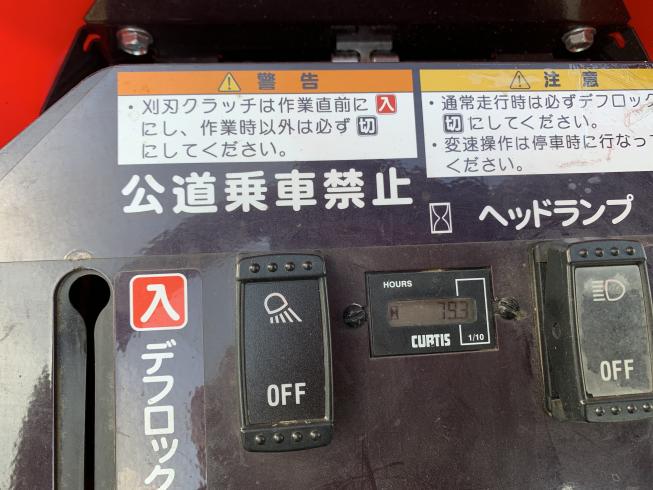 警告
・刈刃クラッチは作業直前に入
にし、作業時以外は必ず切
にしてください。
注意
・通常走行時は必ずデフロック
切にしてください。
・変速操作は停車時に行なっ
ください。
公道乗車禁止
ヘッドランプ
入
デフロック
OFF
HOURS
H 79.3
CURTIS
1/10
OFF